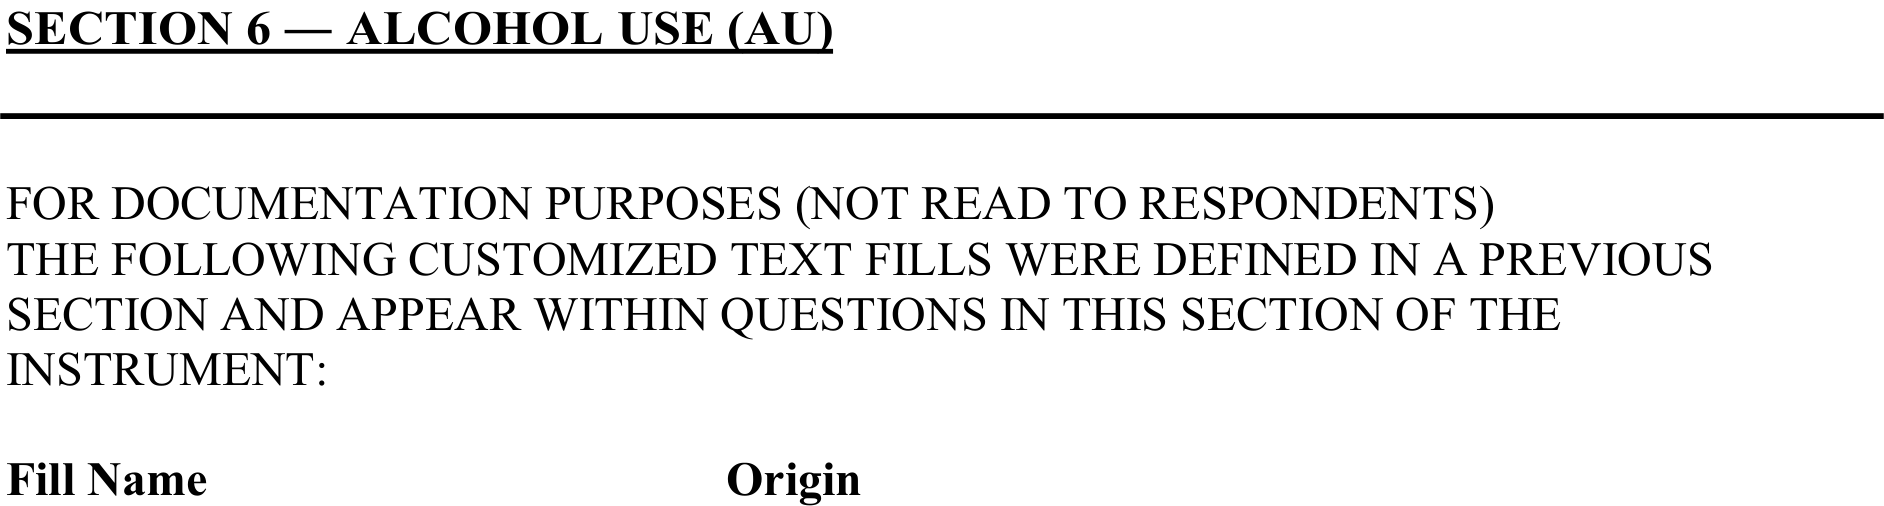 SECTION 6 — ALCOHOL USE (AU)
FOR DOCUMENTATION PURPOSES (NOT READ TO RESPONDENTS)
THE FOLLOWING CUSTOMIZED TEXT FILLS WERE DEFINED IN A PREVIOUS
SECTION AND APPEAR WITHIN QUESTIONS IN THIS SECTION OF THE
INSTRUMENT:
Fill Name Origin